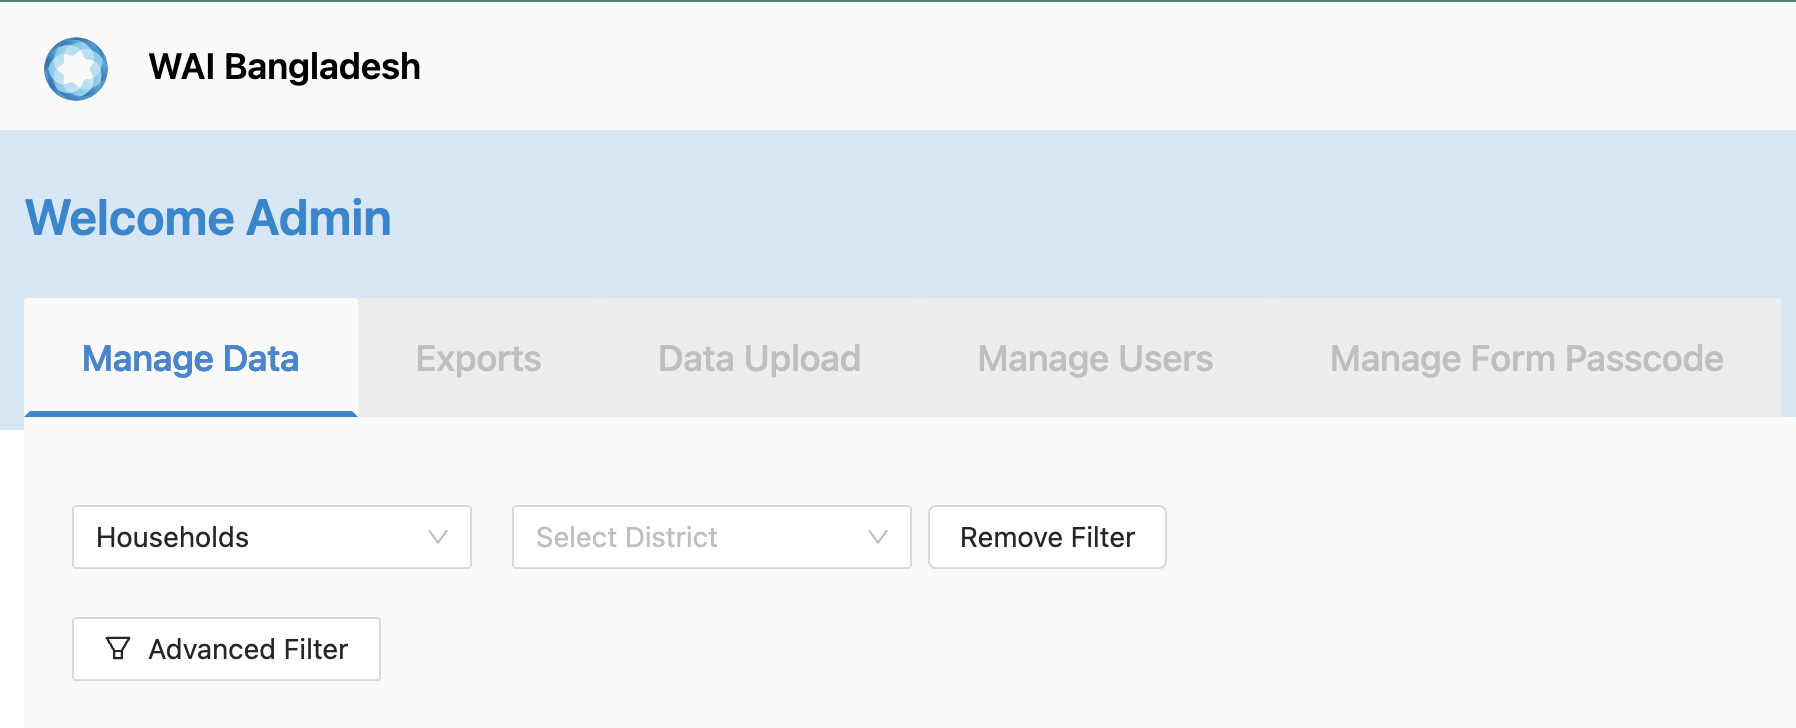 WAI Bangladesh
Welcome Admin
Manage Data Exports Data Upload Manage Users Manage Form Passcode
Households Select District Remove Filter
Advanced Filter